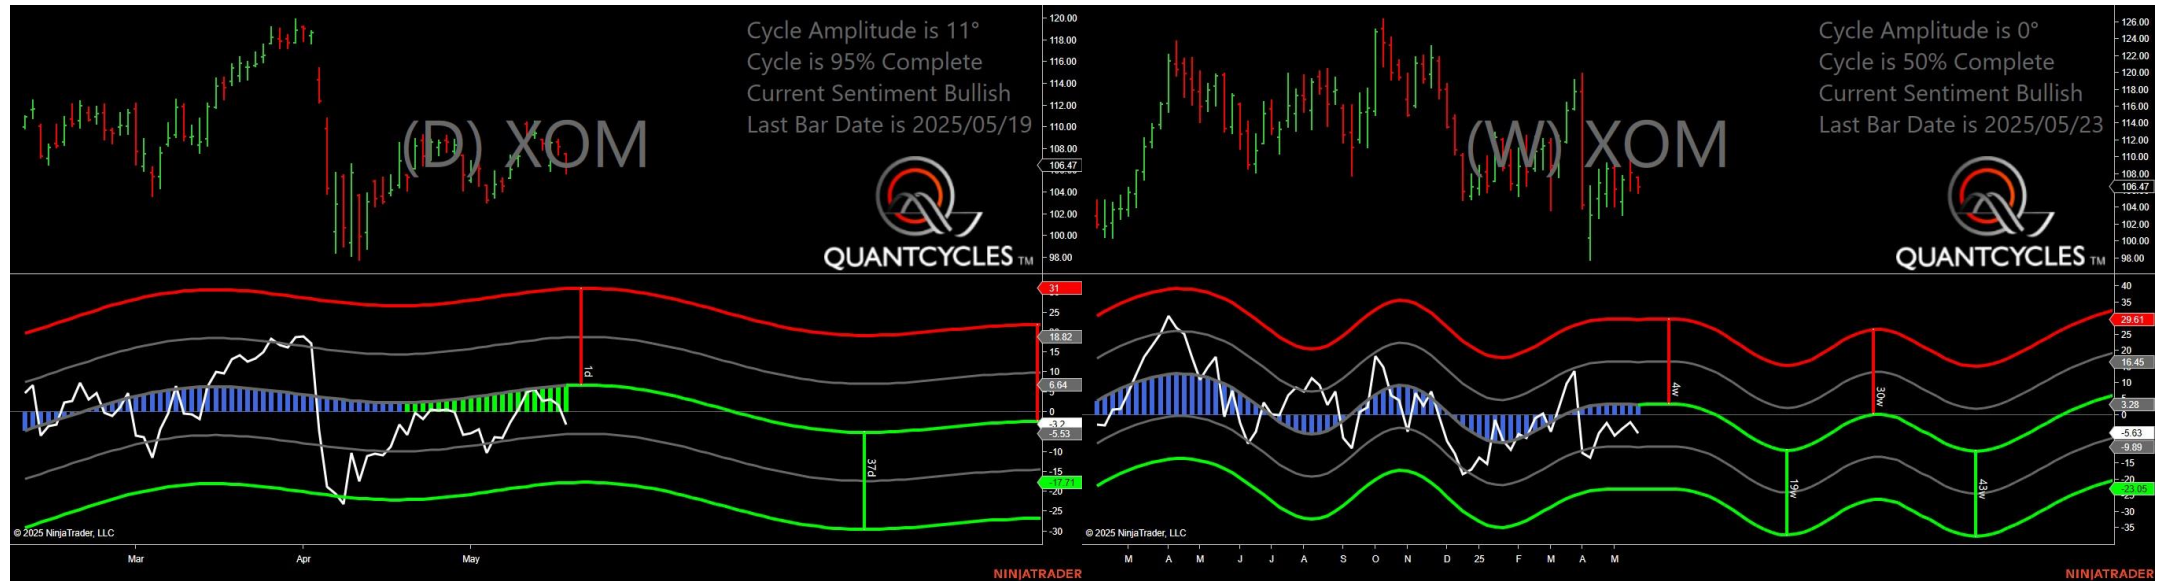 Cycle Amplitude is 11°
Cycle is 95% Complete
Current Sentiment Bullish
Last Bar Date is 2025/05/19
(D) XOM
QUANTCYCLES TM
120.00
118.00
116.00
114.00
112.00
110.00
108.00
106.47
104.00
102.00
100.00
98.00
31
25
18.82
15
10
6.64
5
0
-3.2
-5.53
-10
-15
-17.71
-20
-25
-30
1d
37d
© 2025 NinjaTrader, LLC
Mar
Apr
May
NINJATRADER
Cycle Amplitude is 0°
Cycle is 50% Complete
Current Sentiment Bullish
Last Bar Date is 2025/05/23
(W) XOM
QUANTCYCLES TM
126.00
124.00
122.00
120.00
118.00
116.00
114.00
112.00
110.00
108.00
106.47
104.00
102.00
100.00
98.00
40
35
29.61
25
20
16.45
10
5
3.28
0
-5.63
-9.89
-15
-20
-23.05
-30
-35
4w
19w
30w
43w
© 2025 NinjaTrader, LLC
M
A
M
J
J
A
S
O
N
D
25
F
M
A
M
NINJATRADER